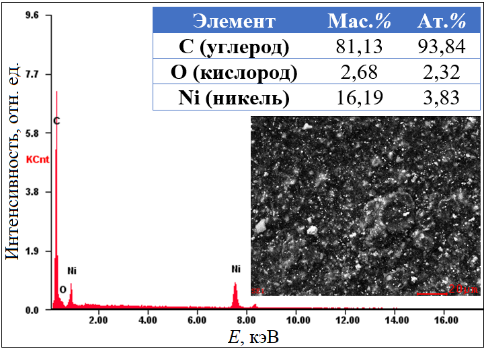 Элемент Мас.% Ат.%
C (углерод) 81,13 93,84
O (кислород) 2,68 2,32
Ni (никель) 16,19 3,83
Интенсивность, отн. ед.
9.6
7.7
5.8
KCnt
3.8
1.9
0.0
C
O
Ni
Ni
2.00 4.00 6.00 8.00 10.00 12.00 14.00 16.00
E, кэВ